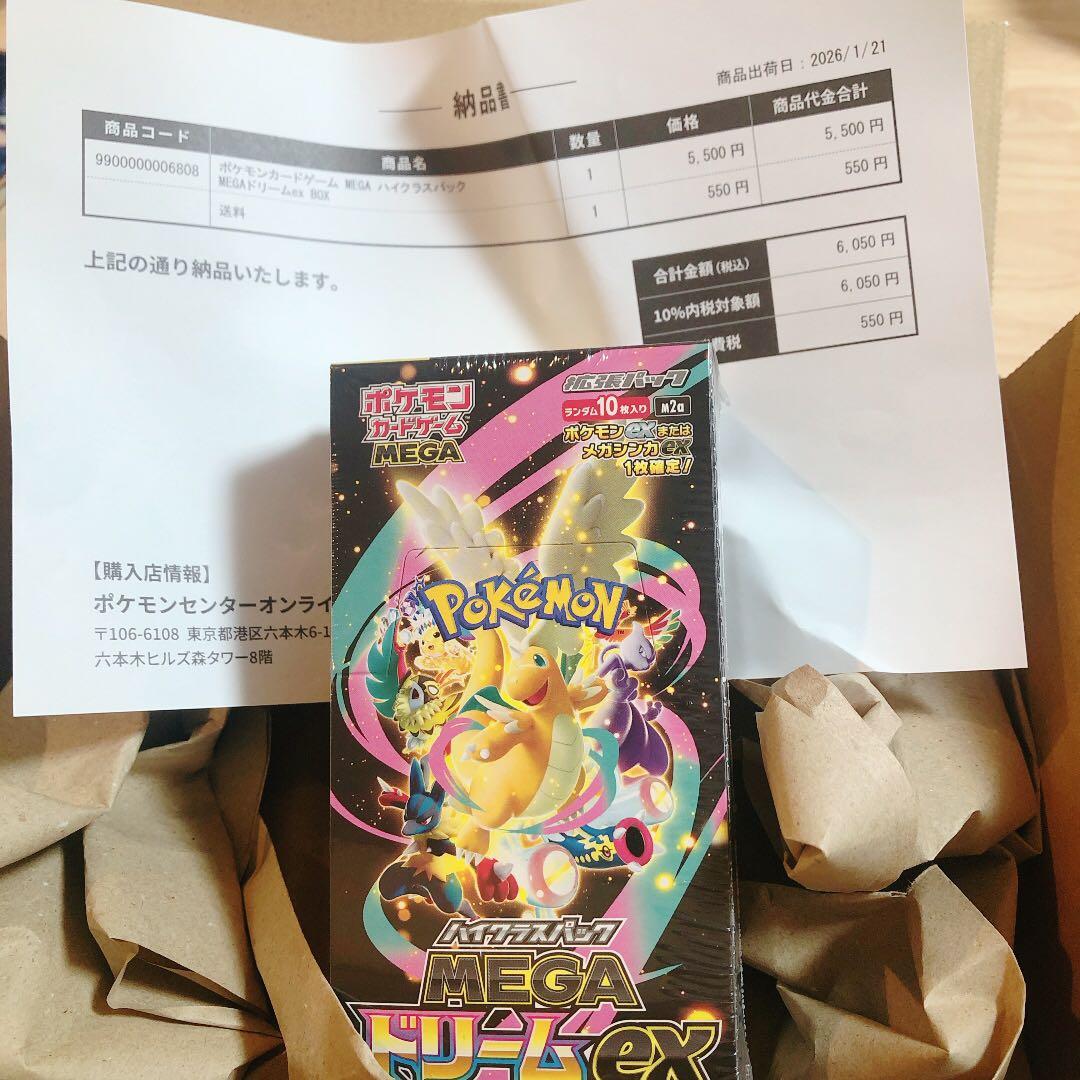 商品出荷日：2026/1/21
納品書
商品コード 商品名 数量 価格 商品代金合計
9900000006808 ポケモンカードゲーム MEGA ハイクラスパック 1 5,500 円 5,500 円
MEGAドリームex BOX
送料 1 550 円 550 円
上記の通り納品いたします。
合計金額(税込) 6,050 円
10%内税対象額 6,050 円
費税 550 円
【購入店情報】
ポケモンセンターオンライ
〒106-6108 東京都港区六本木6-1
六本木ヒルズ森タワー8階
ポケモン
カードゲーム
MEGA
拡張パック
ランダム10枚入り M2a
ポケモンexまたは
メガシンカex
1枚確定!
POKÉMON
TM
ハイクラスパック
MEGA
ドリームex